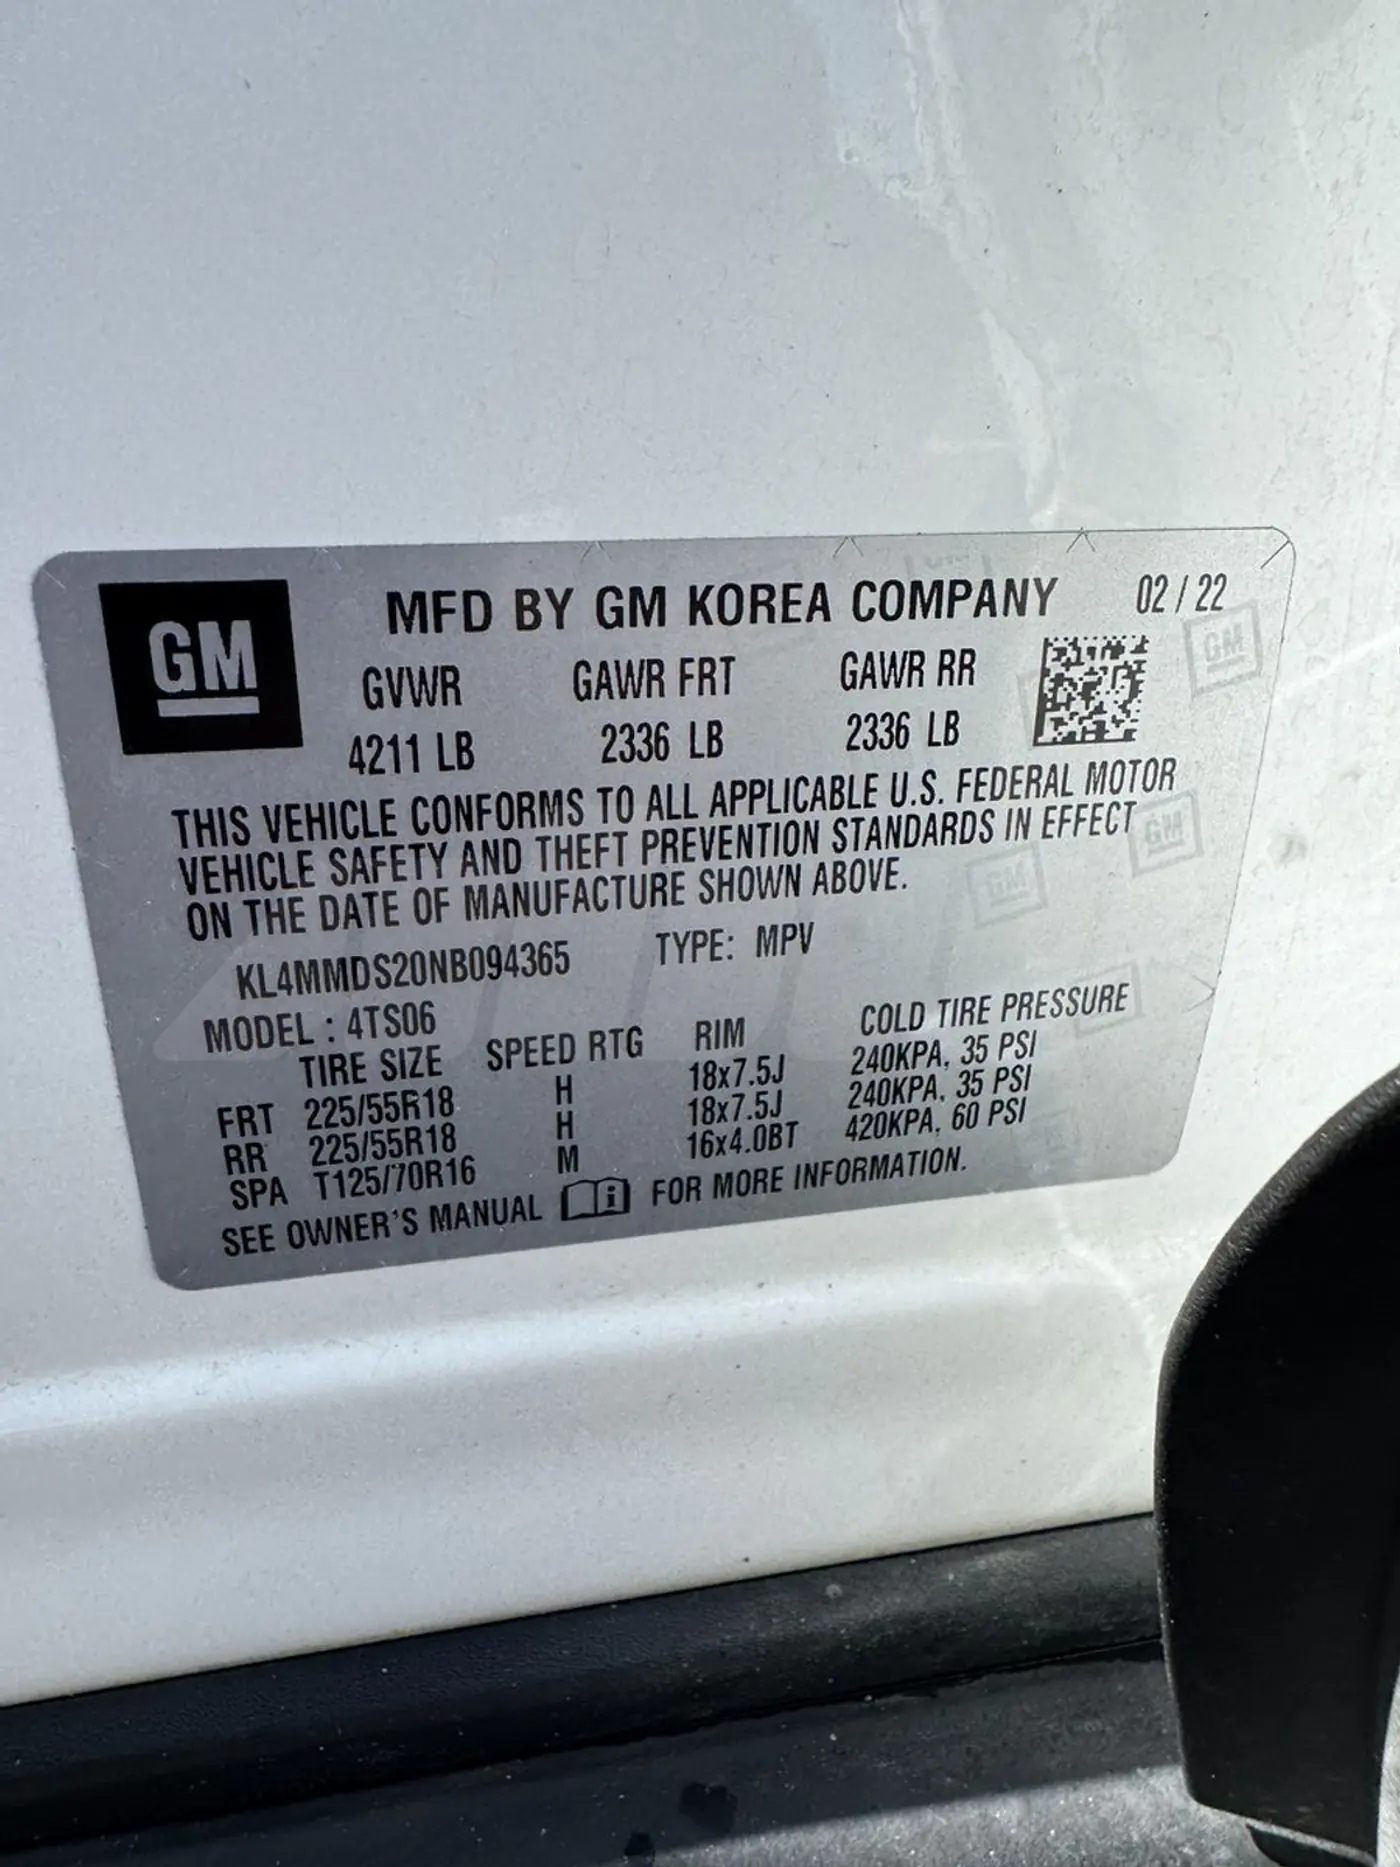 GM
MFD BY GM KOREA COMPANY 02 / 22
GVWR GAWR FRT GAWR RR
4211 LB 2336 LB 2336 LB
THIS VEHICLE CONFORMS TO ALL APPLICABLE U.S. FEDERAL MOTOR
VEHICLE SAFETY AND THEFT PREVENTION STANDARDS IN EFFECT
ON THE DATE OF MANUFACTURE SHOWN ABOVE.
KL4MMDS20NB094365 TYPE: MPV
MODEL : 4TS06
TIRE SIZE SPEED RTG RIM COLD TIRE PRESSURE
FRT 225/55R18 H 18x7.5J 240KPA, 35 PSI
RR 225/55R18 H 18x7.5J 240KPA, 35 PSI
SPA T125/70R16 M 16x4.0BT 420KPA, 60 PSI
SEE OWNER'S MANUAL FOR MORE INFORMATION.
GM
GM
GM